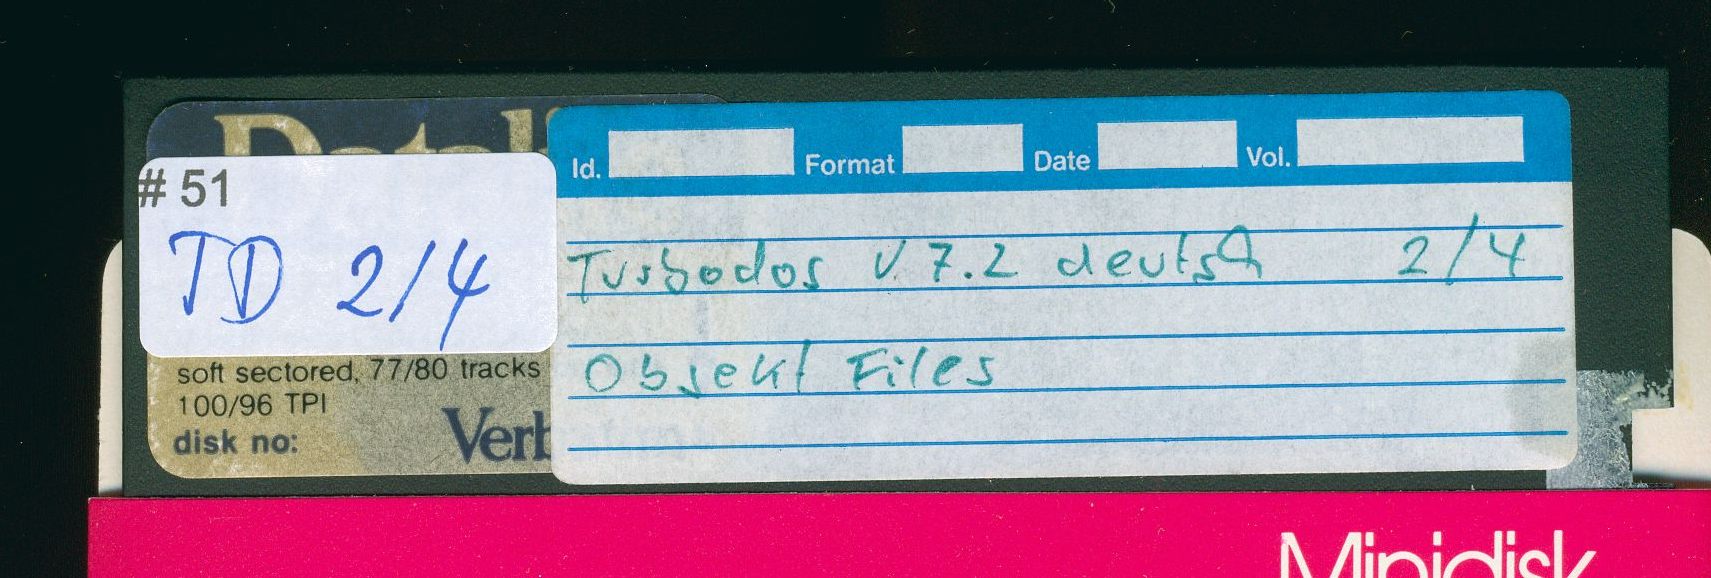 Datali
# 51
TD 2/4
soft sectored, 77/80 tracks
100/96 TPI
disk no:
Verb
Id. Format Date Vol.
Turbodos V 7.2 deutsch 2/4
Objekt Files
Minidisk